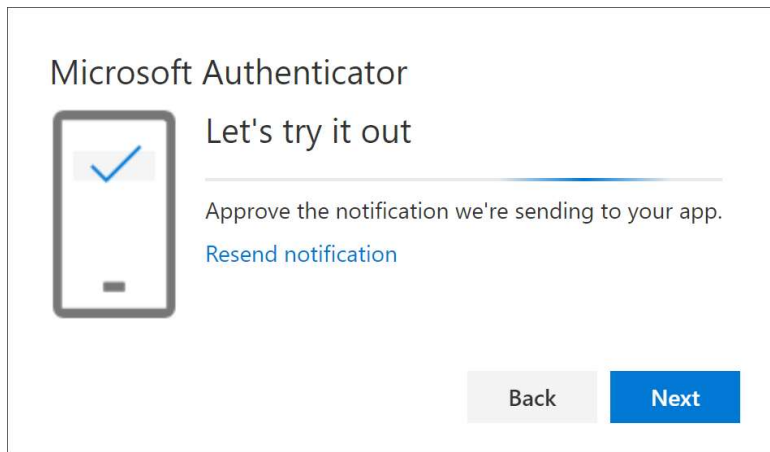 Microsoft Authenticator
Let's try it out
Approve the notification we're sending to your app.
Resend notification
Back
Next